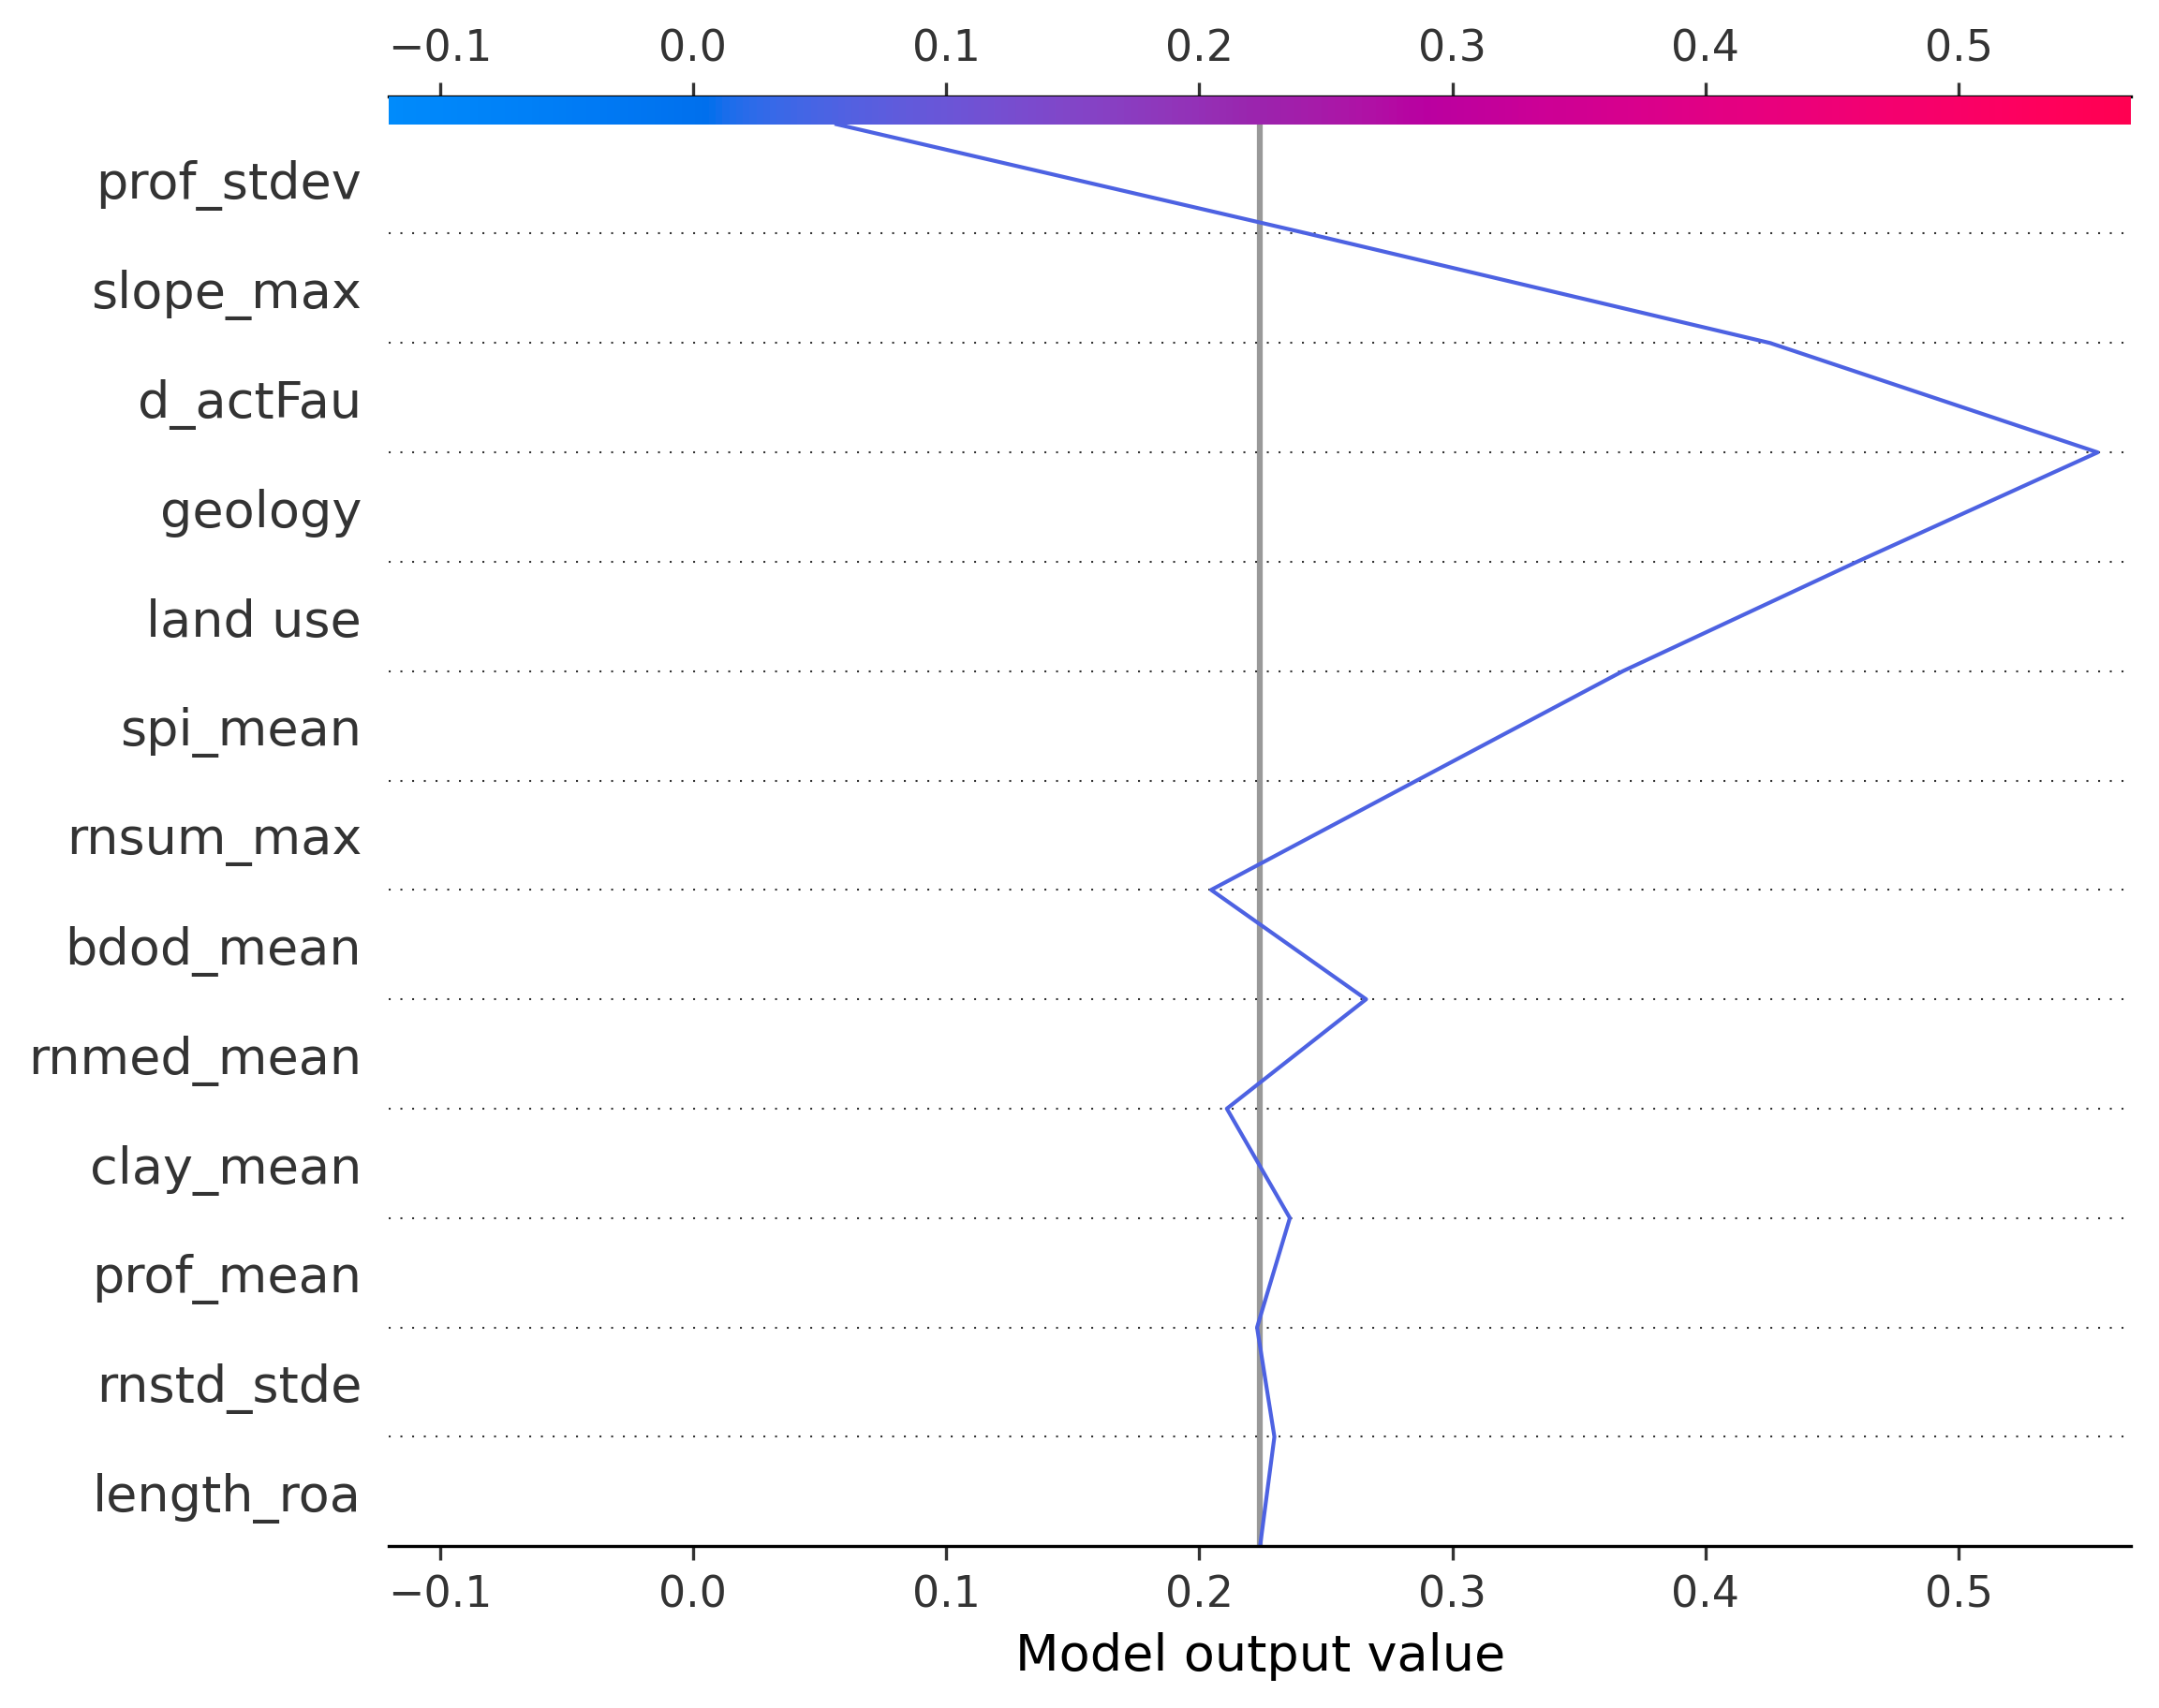 −0.1 0.0 0.1 0.2 0.3 0.4 0.5
prof_stdev
slope_max
d_actFau
geology
land use
spi_mean
rnsum_max
bdod_mean
rnmed_mean
clay_mean
prof_mean
rnstd_stde
length_roa
−0.1 0.0 0.1 0.2 0.3 0.4 0.5
Model output value